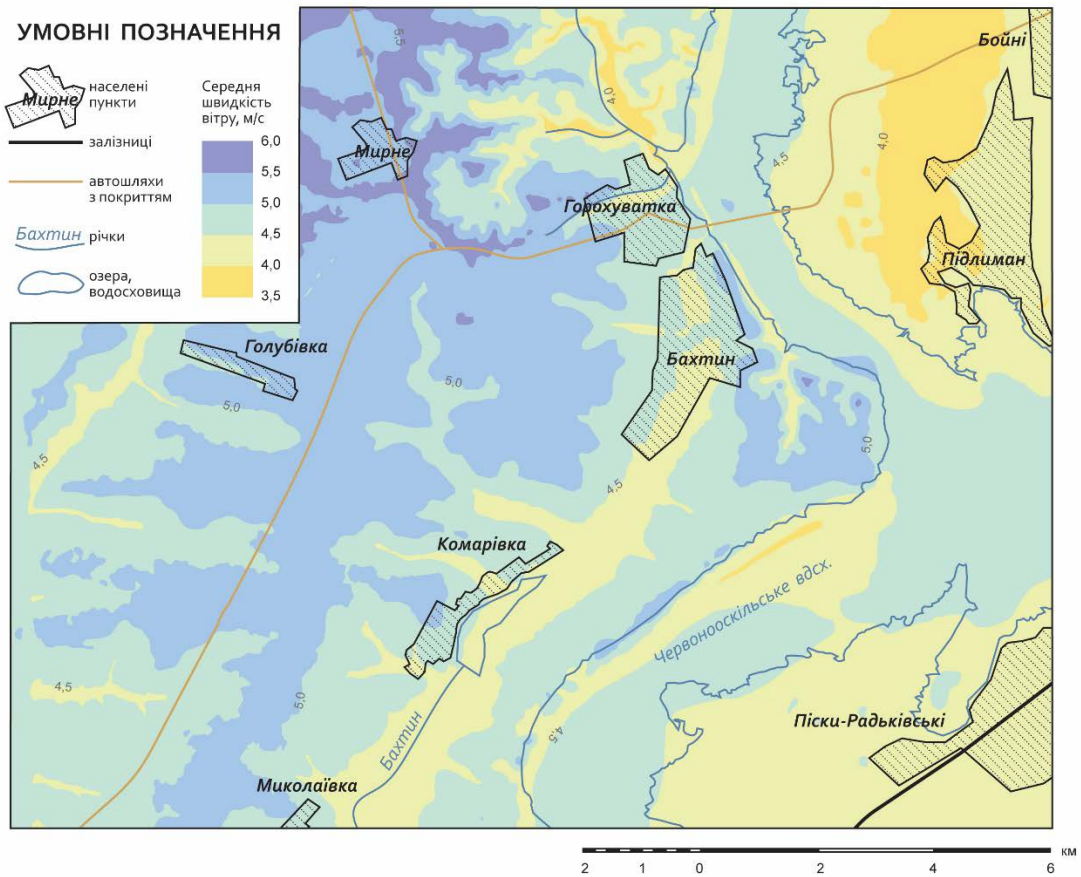 УМОВНІ ПОЗНАЧЕННЯ
Мирне
населені
пункти
залізниці
автошляхи
з покриттям
Бахтин
річки
озера,
водосховища
Середня
швидкість
вітру, м/с
6,0
5,5
5,0
4,5
4,0
3,5
5,5
Бойні
4,0
4,5
4,0
Мирне
Горохуватка
Підлиман
Голубівка
Бахтин
5,0
5,0
4,5
5,0
4,5
Комарівка
Червонооскільське вдсх.
4,5
5,0
Бахтин
4,5
Піски-Радьківські
Миколаївка
2
1
0
2
4
6
км